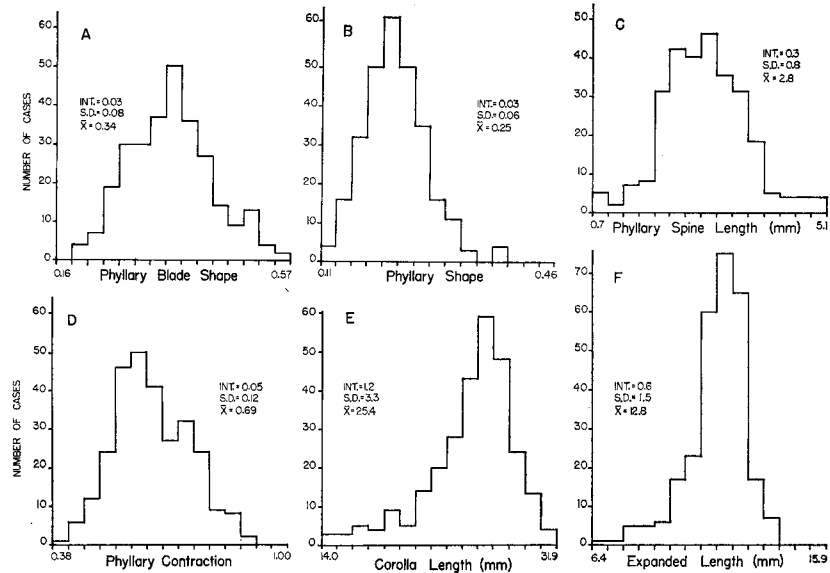 A
NUMBER OF CASES
60
50
40
30
20
10
0
INT.=0.03
S.D.=0.08
X̄=0.34
0.16
0.57
Phyllary Blade Shape
B
60
50
40
30
20
10
0
INT.=0.03
S.D.=0.06
X̄=0.25
0.11
0.46
Phyllary Shape
C
50
40
30
20
10
0
INT.=0.3
S.D.=0.8
X̄=2.8
0.7
5.1
Phyllary Spine Length (mm)
D
NUMBER OF CASES
60
50
40
30
20
10
0
INT.=0.05
S.D.=0.12
X̄=0.69
0.38
1.00
Phyllary Contraction
E
60
50
40
30
20
10
0
INT.=1.2
S.D.=3.3
X̄=25.4
14.0
31.9
Corolla Length (mm)
F
70
60
50
40
30
20
10
0
INT.=0.6
S.D.=1.5
X̄=12.8
6.4
15.9
Expanded Length (mm)